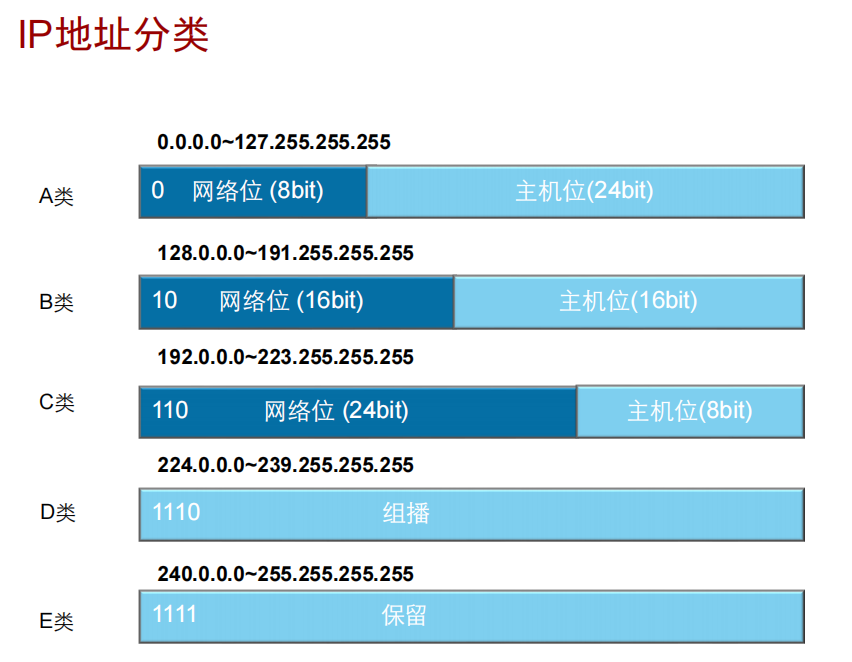 IP地址分类
0.0.0.0~127.255.255.255
A类 0 网络位 (8bit) 主机位(24bit)
128.0.0.0~191.255.255.255
B类 10 网络位 (16bit) 主机位(16bit)
192.0.0.0~223.255.255.255
C类 110 网络位 (24bit) 主机位(8bit)
224.0.0.0~239.255.255.255
D类 1110 组播
240.0.0.0~255.255.255.255
E类 1111 保留